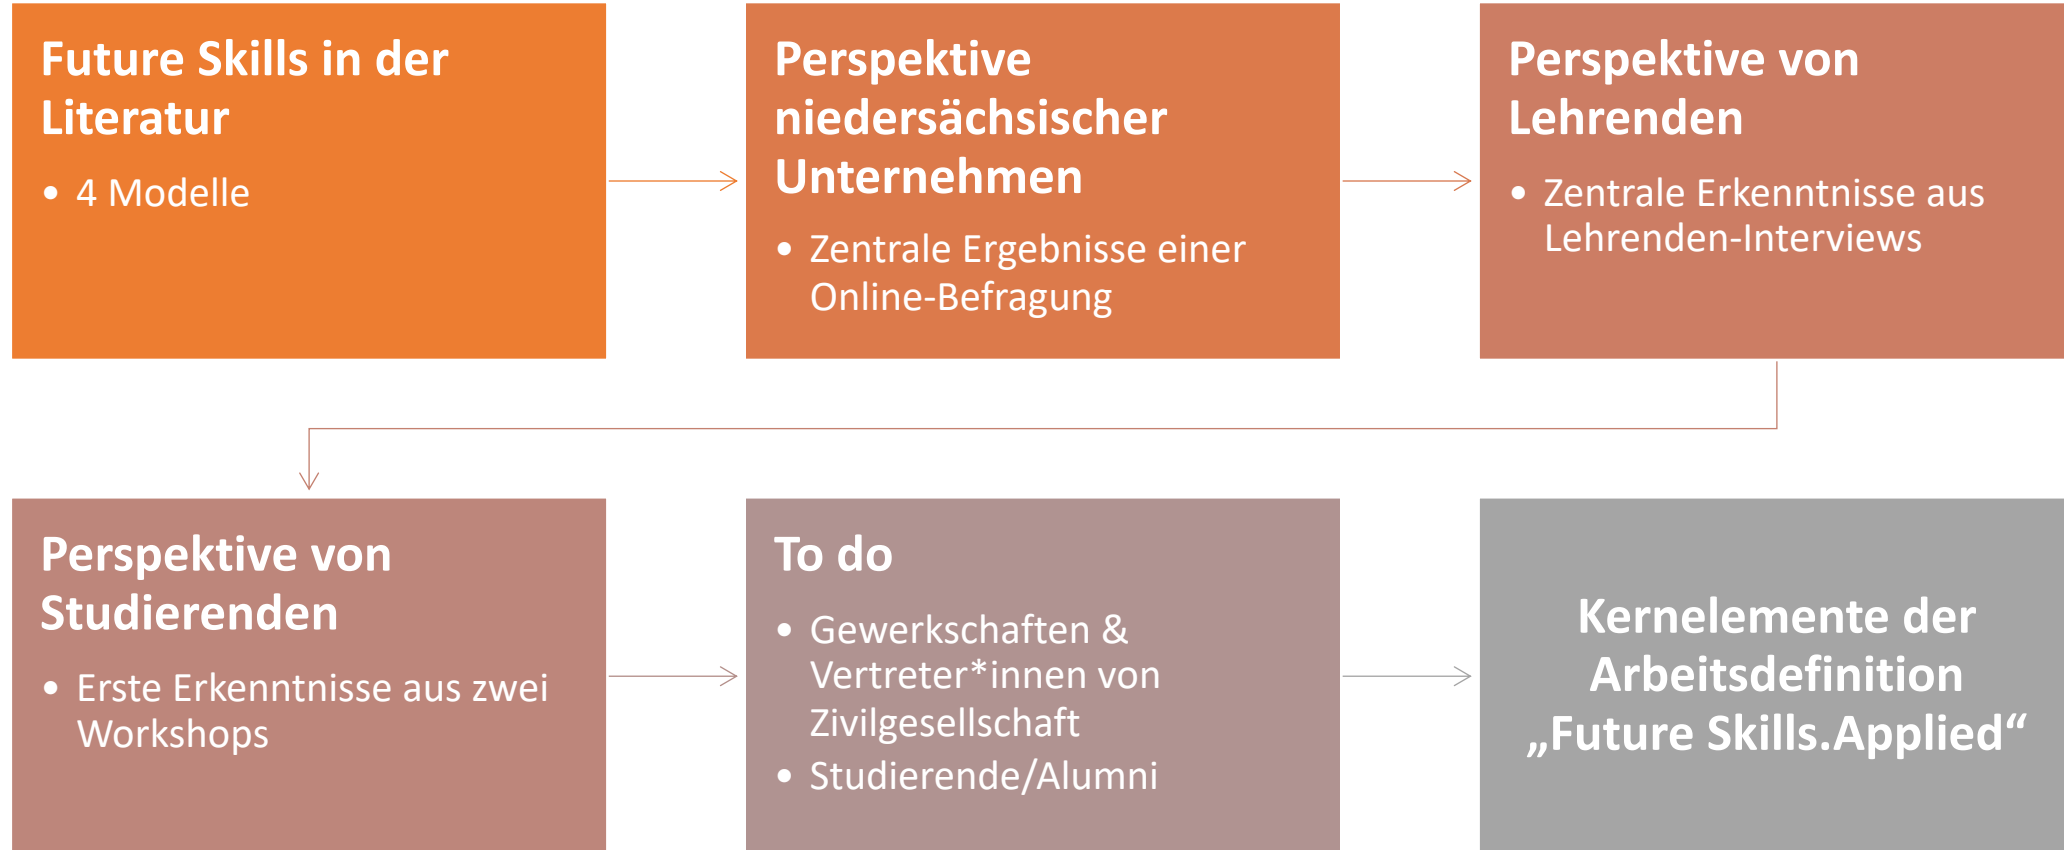 Future Skills in der
Literatur
• 4 Modelle
Perspektive
niedersächsischer
Unternehmen
• Zentrale Ergebnisse einer
Online-Befragung
Perspektive von
Lehrenden
• Zentrale Erkenntnisse aus
Lehrenden-Interviews
Perspektive von
Studierenden
• Erste Erkenntnisse aus zwei
Workshops
To do
• Gewerkschaften &
Vertreter*innen von
Zivilgesellschaft
• Studierende/Alumni
Kernelemente der
Arbeitsdefinition
„Future Skills.Applied“